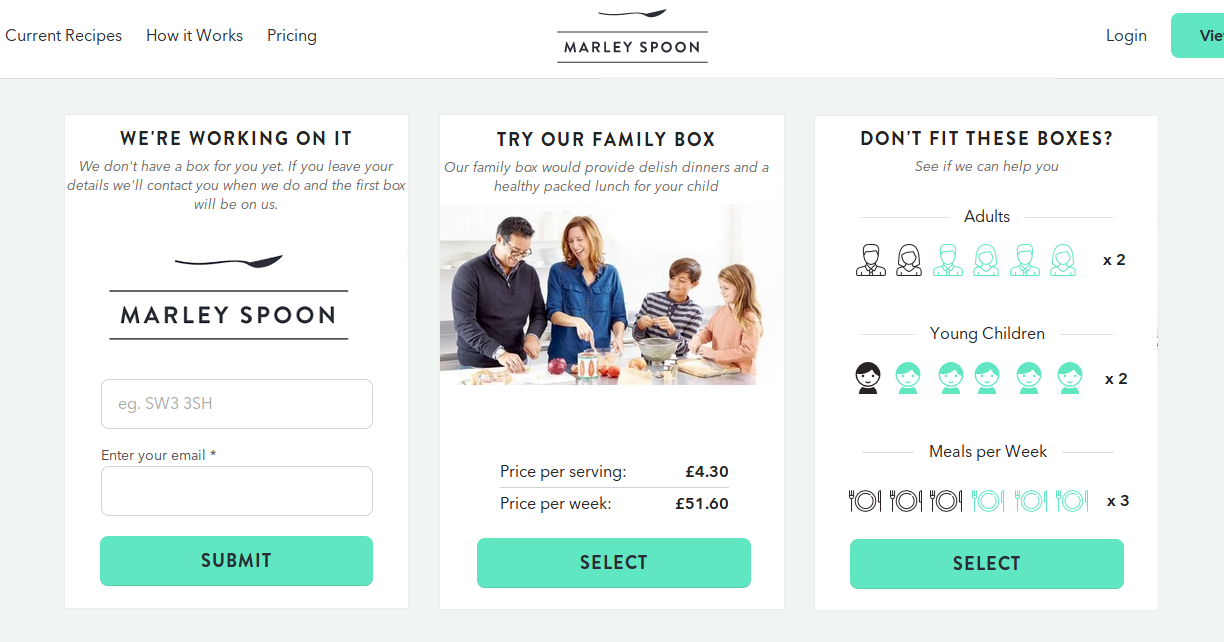 Current Recipes How it Works Pricing
MARLEY SPOON
Login
Vie
WE'RE WORKING ON IT
We don't have a box for you yet. If you leave your
details we'll contact you when we do and the first box
will be on us.
MARLEY SPOON
eg. SW3 3SH
Enter your email *
SUBMIT
TRY OUR FAMILY BOX
Our family box would provide delish dinners and a
healthy packed lunch for your child
Price per serving: £4.30
Price per week: £51.60
SELECT
DON'T FIT THESE BOXES?
See if we can help you
Adults
x 2
Young Children
x 2
Meals per Week
x 3
SELECT